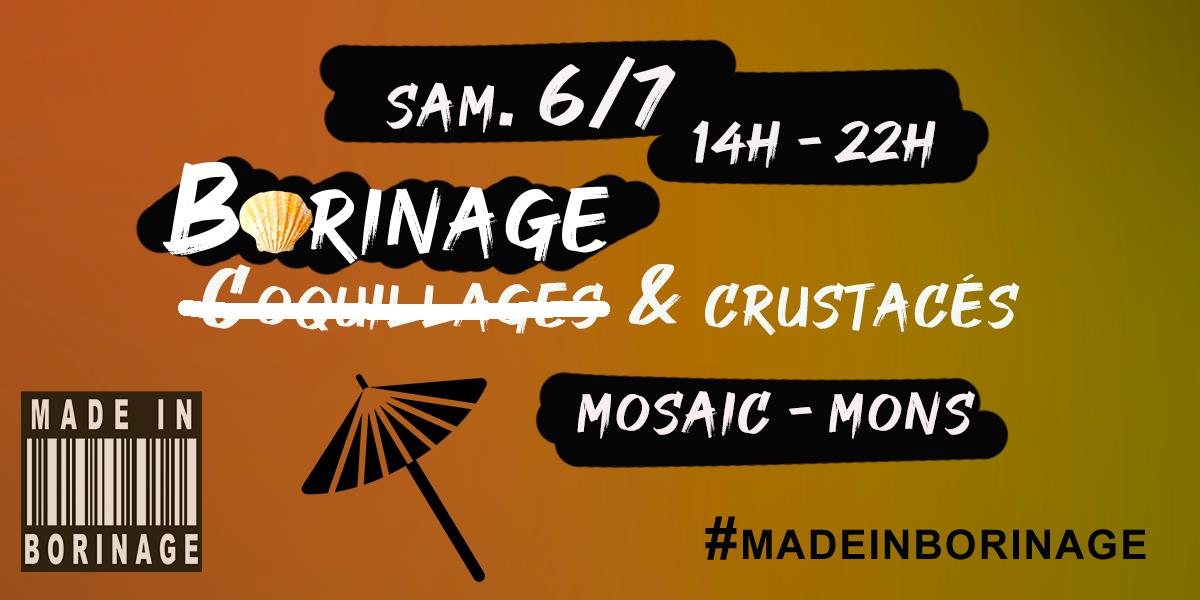 SAM. 6/7
14H - 22H
BORINAGE
COQUILLAGES & CRUSTACÉS
MOSAIC - MONS
MADE IN
BORINAGE
#MADEINBORINAGE